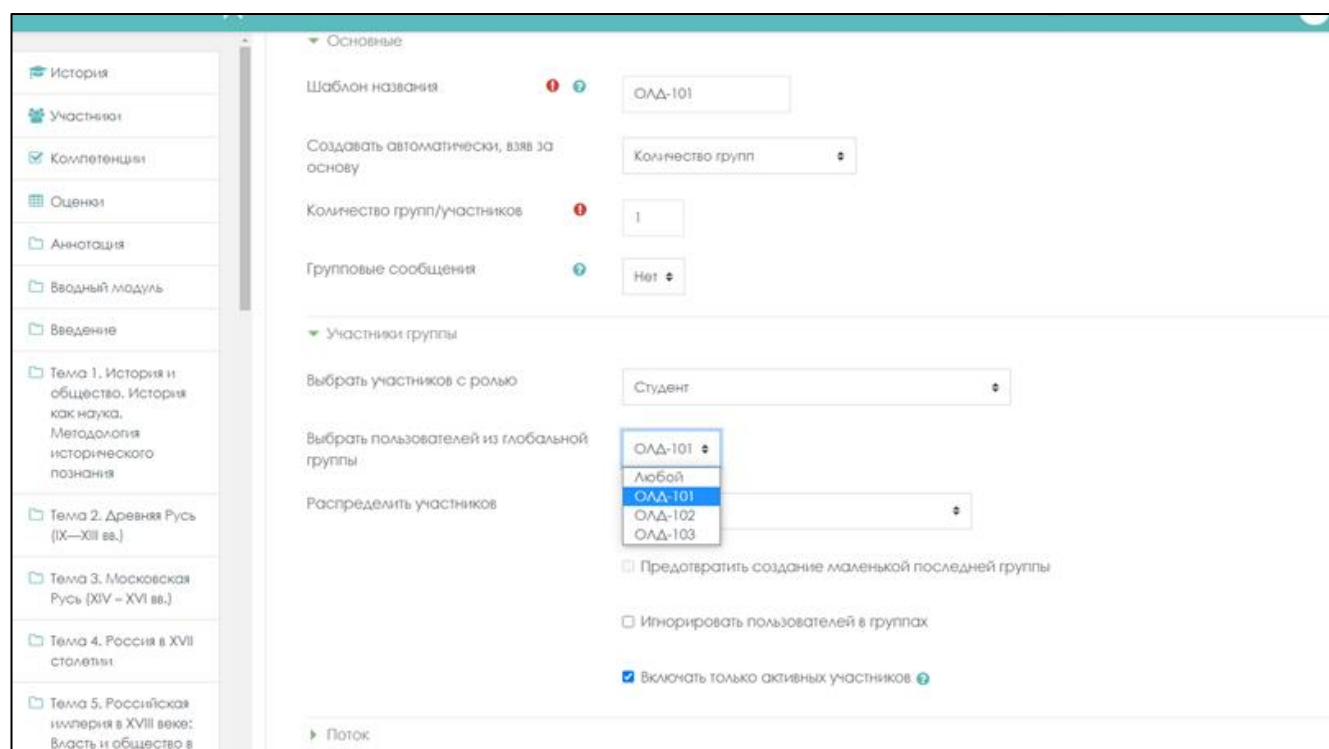 История
Участники
Компетенции
Оценки
Аннотация
Вводный модуль
Введение
Тема 1. История и
общество. История
как наука.
Методология
исторического
познания
Тема 2. Древняя Русь
(IX—XIII вв.)
Тема 3. Московская
Русь (XIV – XVI вв.)
Тема 4. Россия в XVII
столетии
Тема 5. Российская
империя в XVIII веке:
Власть и общество в
Основные
Шаблон названия
ОЛД-101
Создавать автоматически, взяв за
основу
Количество групп
Количество групп/участников
1
Групповые сообщения
Нет
Участники группы
Выбрать участников с ролью
Студент
Выбрать пользователей из глобальной
группы
ОЛД-101
Любой
ОЛД-101
ОЛД-102
ОЛД-103
Распределить участников
Предотвратить создание маленькой последней группы
Игнорировать пользователей в группах
Включать только активных участников
Поток